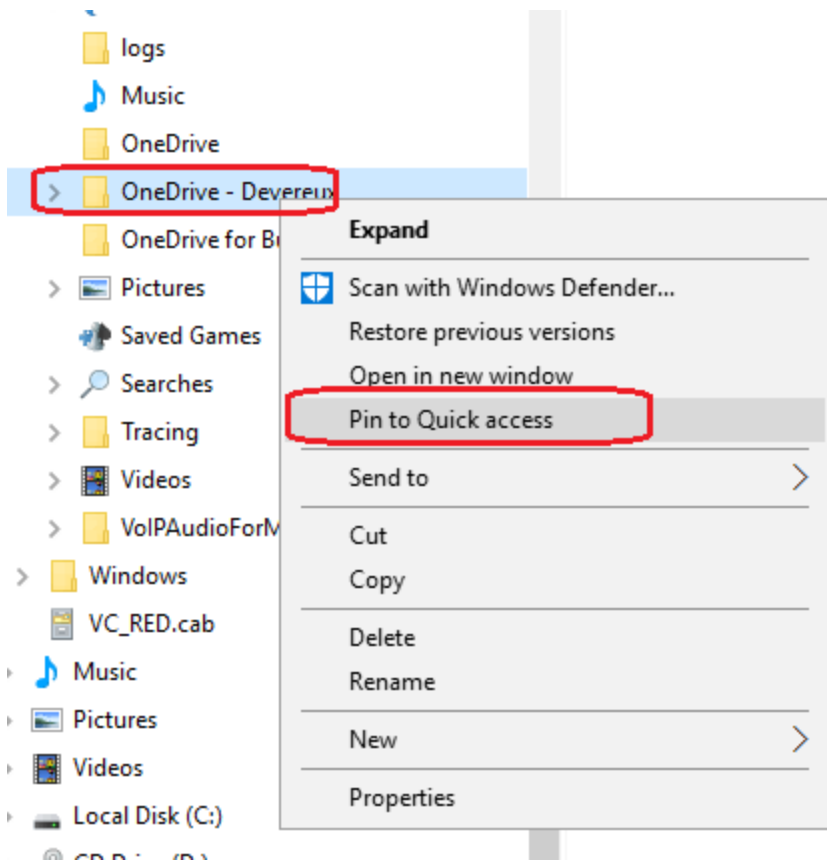 logs
Music
OneDrive
OneDrive - Devereux
OneDrive for B
Pictures
Saved Games
Searches
Tracing
Videos
VoIPAudioForM
Windows
VC_RED.cab
Music
Pictures
Videos
Local Disk (C:)
Expand
Scan with Windows Defender...
Restore previous versions
Open in new window
Pin to Quick access
Send to
Cut
Copy
Delete
Rename
New
Properties